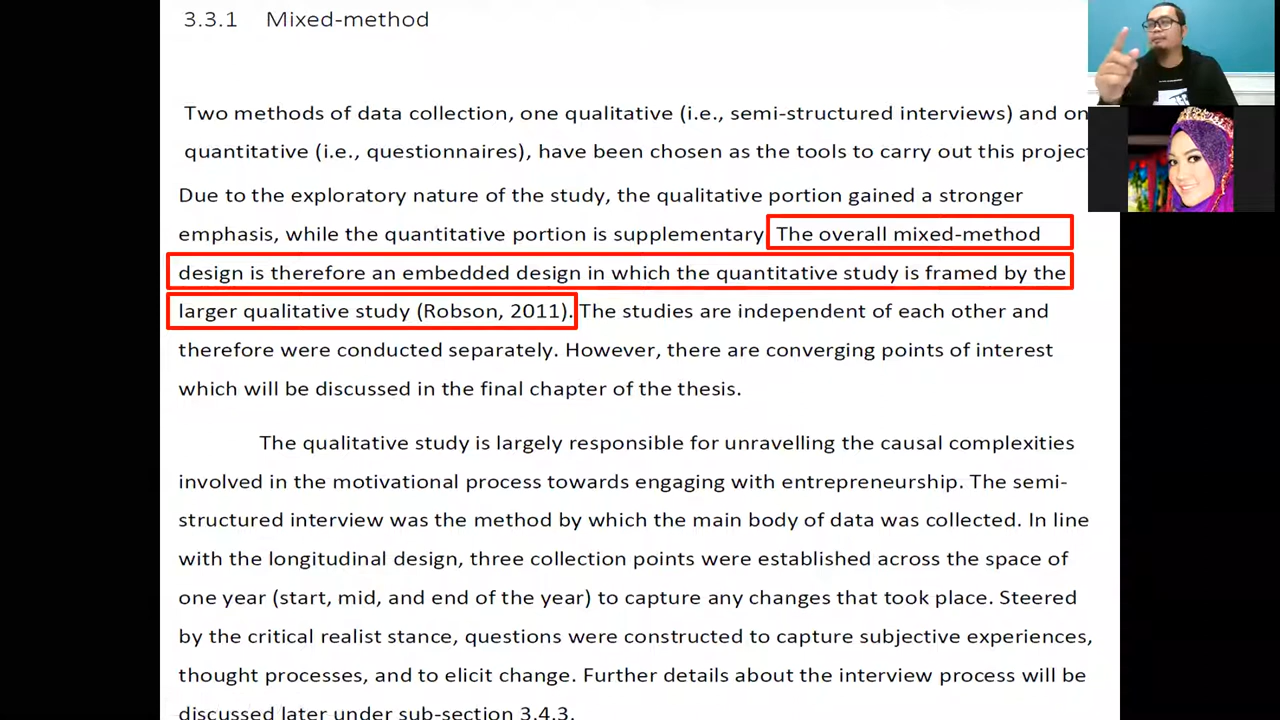 3.3.1 Mixed-method
Two methods of data collection, one qualitative (i.e., semi-structured interviews) and on
quantitative (i.e., questionnaires), have been chosen as the tools to carry out this projec
Due to the exploratory nature of the study, the qualitative portion gained a stronger
emphasis, while the quantitative portion is supplementary The overall mixed-method
design is therefore an embedded design in which the quantitative study is framed by the
larger qualitative study (Robson, 2011). The studies are independent of each other and
therefore were conducted separately. However, there are converging points of interest
which will be discussed in the final chapter of the thesis.
The qualitative study is largely responsible for unravelling the causal complexities
involved in the motivational process towards engaging with entrepreneurship. The semi-
structured interview was the method by which the main body of data was collected. In line
with the longitudinal design, three collection points were established across the space of
one year (start, mid, and end of the year) to capture any changes that took place. Steered
by the critical realist stance, questions were constructed to capture subjective experiences,
thought processes, and to elicit change. Further details about the interview process will be
discussed later under sub-section 3.4.3.